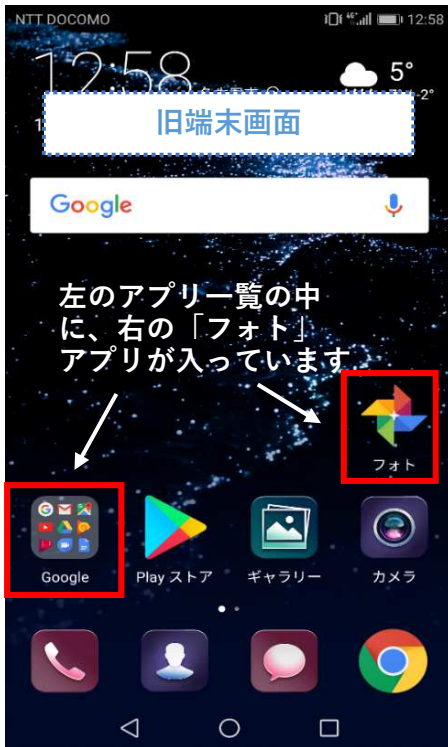 NTT DOCOMO 12:58
12:58
5°
-2°
旧端末画面
Google
左のアプリ一覧の中
に、右の「フォト」
アプリが入っています
フォト
Google Play ストア ギャラリー カメラ